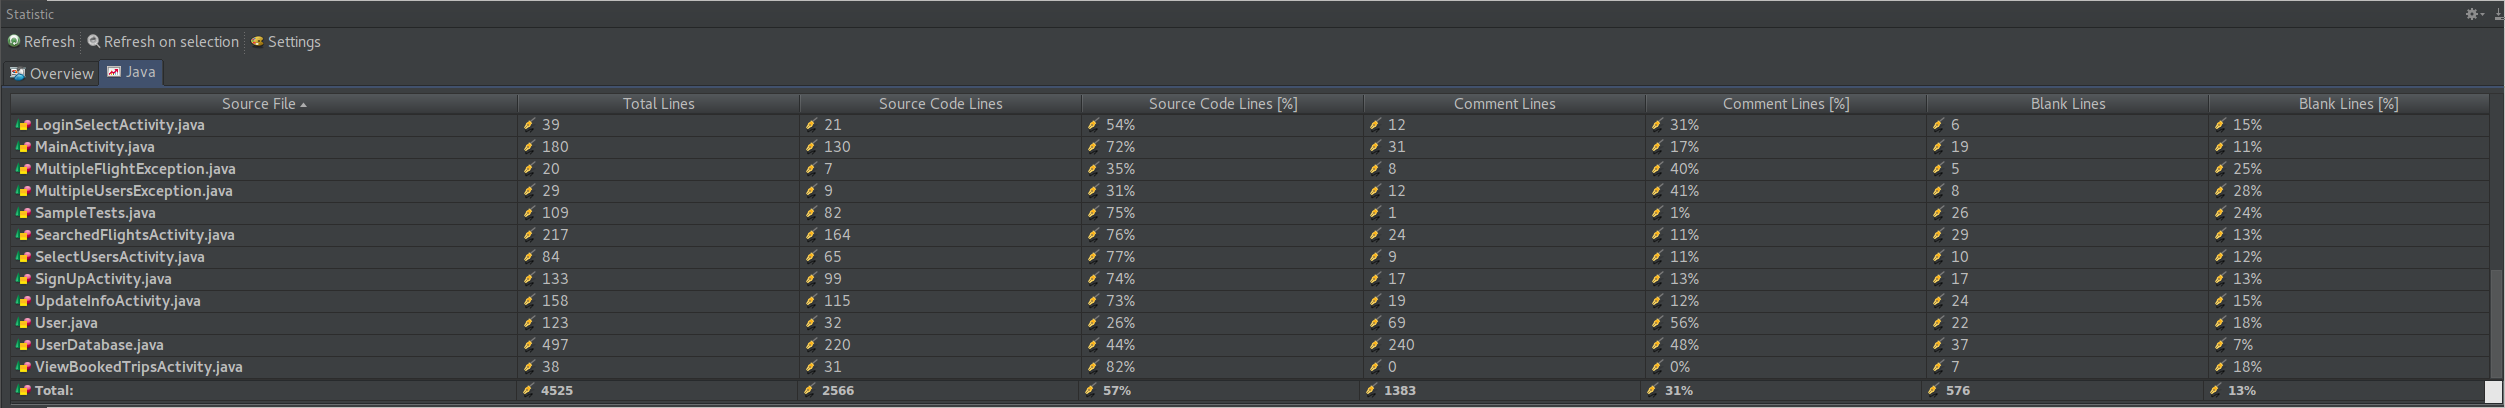 Statistic
Refresh Refresh on selection Settings
Overview Java
Source File Total Lines Source Code Lines Source Code Lines [%] Comment Lines Comment Lines [%] Blank Lines Blank Lines [%]
LoginSelectActivity.java 39 21 54% 12 31% 6 15%
MainActivity.java 180 130 72% 31 17% 19 11%
MultipleFlightException.java 20 7 35% 8 40% 5 25%
MultipleUsersException.java 29 9 31% 12 41% 8 28%
SampleTests.java 109 82 75% 1 1% 26 24%
SearchedFlightsActivity.java 217 164 76% 24 11% 29 13%
SelectUsersActivity.java 84 65 77% 9 11% 10 12%
SignUpActivity.java 133 99 74% 17 13% 17 13%
UpdateInfoActivity.java 158 115 73% 19 12% 24 15%
User.java 123 32 26% 69 56% 22 18%
UserDatabase.java 497 220 44% 240 48% 37 7%
ViewBookedTripsActivity.java 38 31 82% 0 0% 7 18%
Total: 4525 2566 57% 1383 31% 576 13%